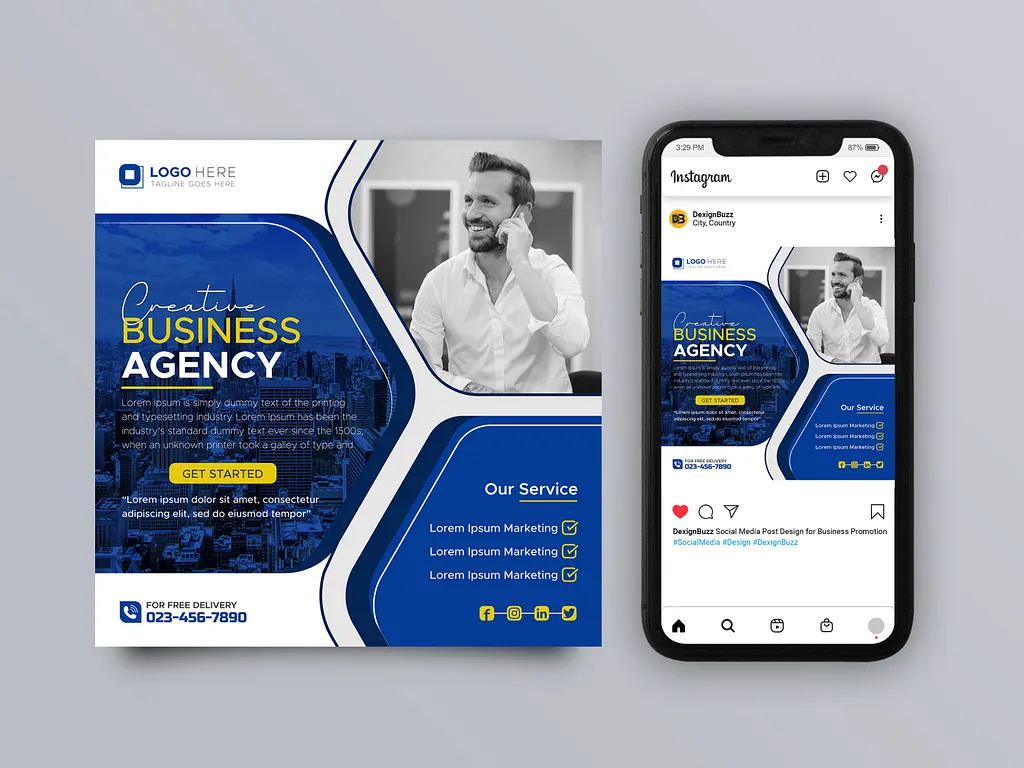 LOGO HERE
TAGLINE GOES HERE
Creative
BUSINESS
AGENCY
Lorem Ipsum is simply dummy text of the printing
and typesetting industry. Lorem Ipsum has been the
industry's standard dummy text ever since the 1500s,
when an unknown printer took a galley of type and
GET STARTED
"Lorem ipsum dolor sit amet, consectetur
adipiscing elit, sed do eiusmod tempor"
FOR FREE DELIVERY
023-456-7890
Our Service
Lorem Ipsum Marketing
Lorem Ipsum Marketing
Lorem Ipsum Marketing
3:29 PM 87%
Instagram
DB DexignBuzz
City, Country
LOGO HERE
TAGLINE GOES HERE
Creative
BUSINESS
AGENCY
Lorem Ipsum is simply dummy text of the printing
and typesetting industry. Lorem Ipsum has been the
industry's standard dummy text ever since the 1500s,
when an unknown printer took a galley of type and
GET STARTED
"Lorem ipsum dolor sit amet, consectetur
adipiscing elit, sed do eiusmod tempor"
FOR FREE DELIVERY
023-456-7890
Our Service
Lorem Ipsum Marketing
Lorem Ipsum Marketing
Lorem Ipsum Marketing
DexignBuzz Social Media Post Design for Business Promotion
#SocialMedia #Design #DexignBuzz